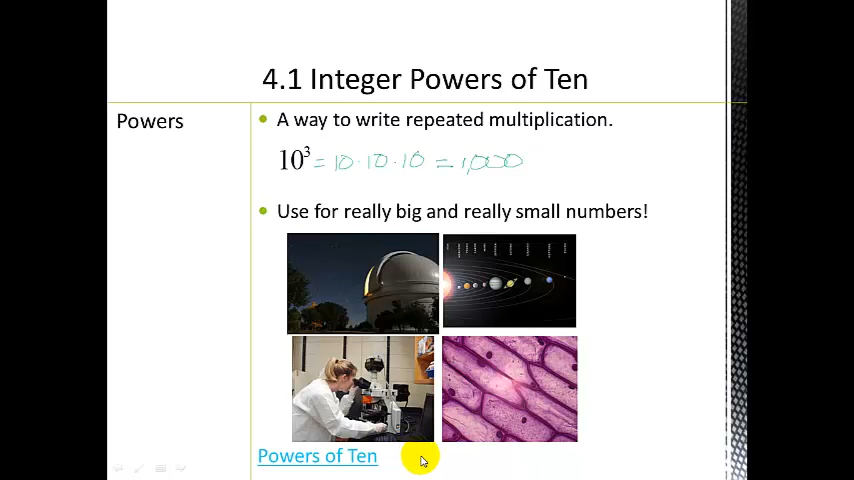 4.1 Integer Powers of Ten
Powers
A way to write repeated multiplication.
10³ = 10 · 10 · 10 = 1,000
Use for really big and really small numbers!
Powers of Ten